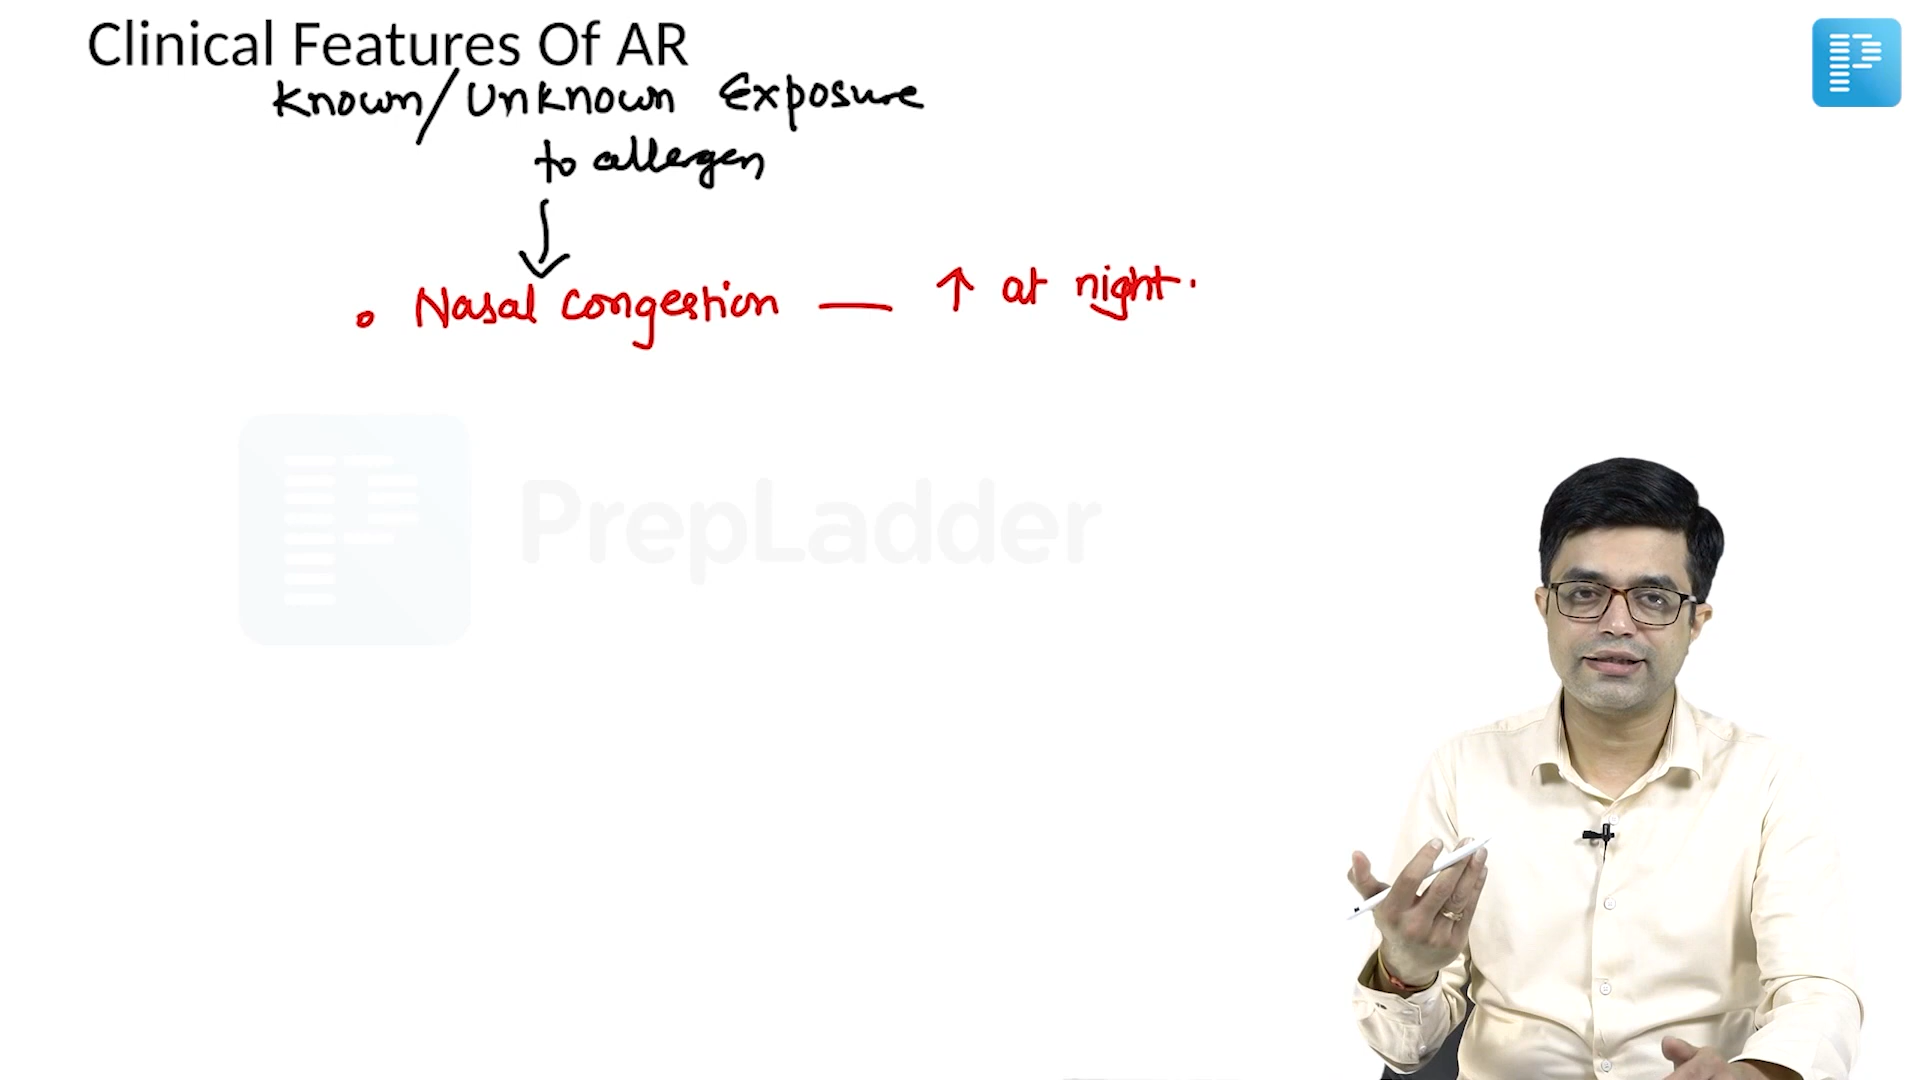 Clinical Features Of AR
Known/Unknown Exposure
to allergen
↓
• Nasal congestion — ↑ at night.
PrepLadder